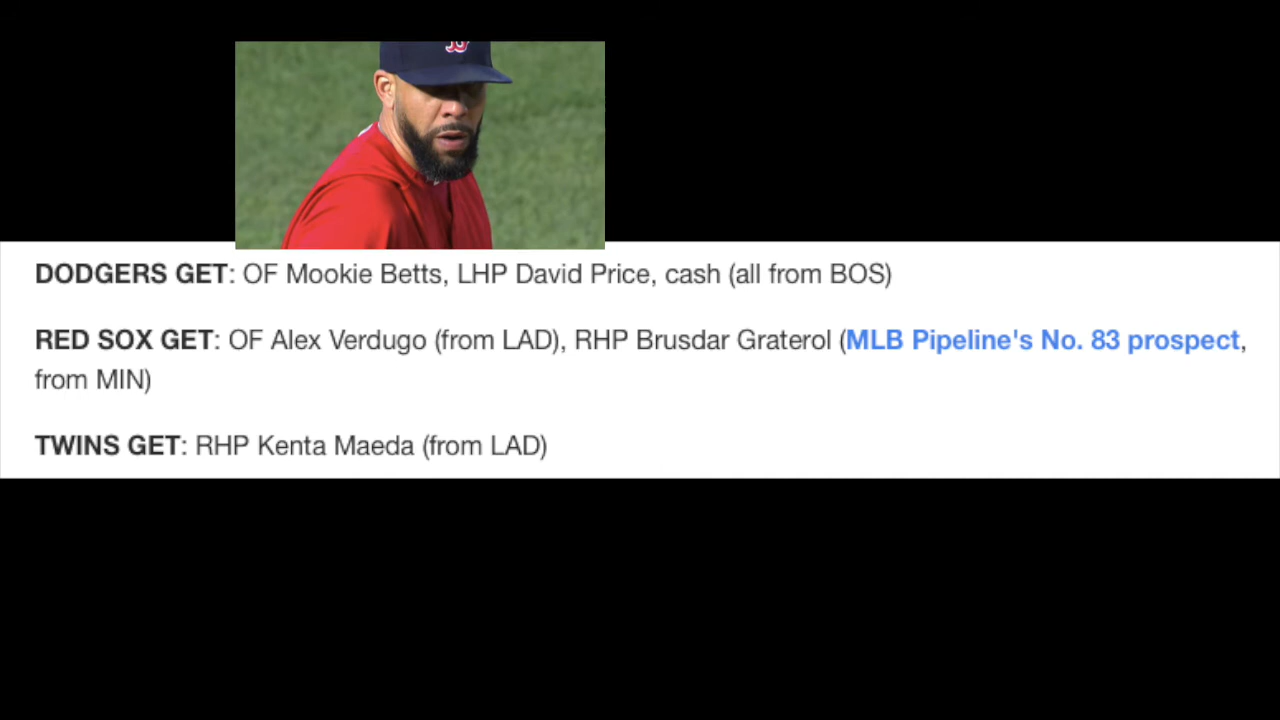 DODGERS GET: OF Mookie Betts, LHP David Price, cash (all from BOS)
RED SOX GET: OF Alex Verdugo (from LAD), RHP Brusdar Graterol (MLB Pipeline's No. 83 prospect,
from MIN)
TWINS GET: RHP Kenta Maeda (from LAD)